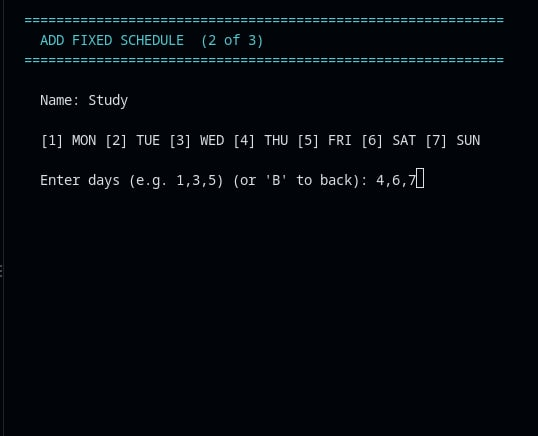 ============================================================
ADD FIXED SCHEDULE  (2 of 3)
============================================================
Name: Study
[1] MON [2] TUE [3] WED [4] THU [5] FRI [6] SAT [7] SUN
Enter days (e.g. 1,3,5) (or 'B' to back): 4,6,7